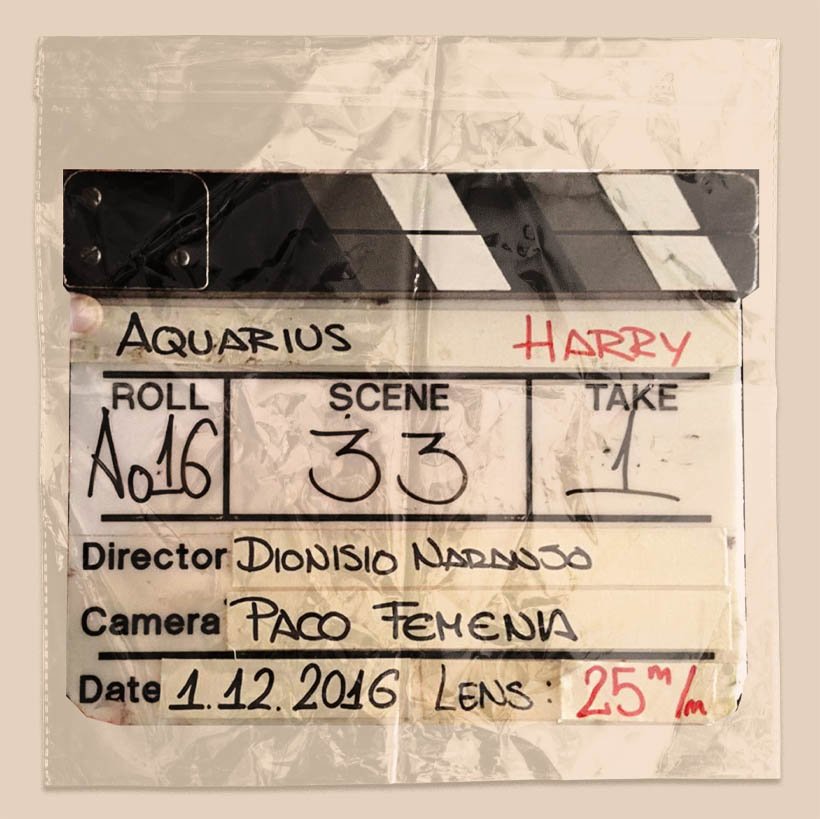 AQUARIUS HARRY
ROLL SCENE TAKE
A016 33 1
Director DIONISIO NARANJO
Camera PACO FEMENIA
Date 1.12.2016 LENS: 25 m/m